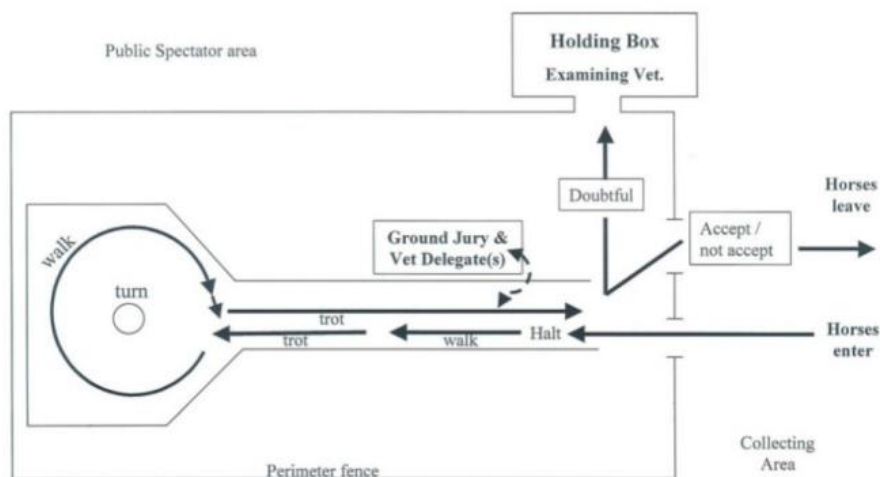 Public Spectator area
Holding Box
Examining Vet.
Doubtful
Horses
leave
Accept /
not accept
Ground Jury &
Vet Delegate(s)
walk
turn
trot
trot
walk
Halt
Horses
enter
Collecting
Area
Perimeter fence